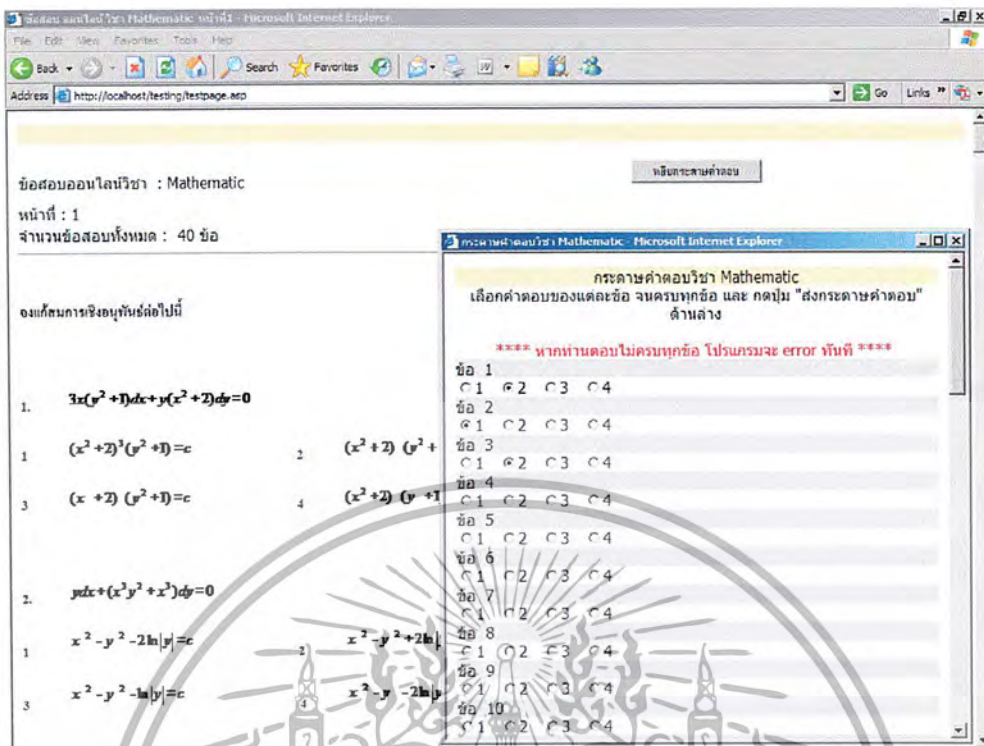 ข้อสอบ ออนไลน์ วิชา Mathematic หน้าที่1 - Microsoft Internet Explorer
File Edit View Favorites Tools Help
Back Search Favorites
Address http://localhost/testing/testpage.asp Go Links »
ข้อสอบออนไลน์วิชา : Mathematic
หยิบกระดาษคำตอบ
หน้าที่ : 1
จำนวนข้อสอบทั้งหมด : 40 ข้อ
จงแก้สมการเชิงอนุพันธ์ต่อไปนี้
1. 3x(y² +1)dx+y(x² +2)dy=0
1 (x² +2)³(y² +1)=c 2 (x² +2) (y² +
3 (x +2) (y² +1)=c 4 (x² +2) (y +1
2. ydx+(x³y² +x³)dy=0
1 x ² -y ² -2ln|y|=c 2 x ² -y ² +2ln|
3 x ² -y ² -ln|y|=c 4 x ² -y -2ln|y
กระดาษคำตอบวิชา Mathematic - Microsoft Internet Explorer
กระดาษคำตอบวิชา Mathematic
เลือกคำตอบของแต่ละข้อ จนครบทุกข้อ และ กดปุ่ม "ส่งกระดาษคำตอบ"
ด้านล่าง
**** หากท่านตอบไม่ครบทุกข้อ โปรแกรมจะ error ทันที ****
ข้อ 1
1 2 3 4
ข้อ 2
1 2 3 4
ข้อ 3
1 2 3 4
ข้อ 4
1 2 3 4
ข้อ 5
1 2 3 4
ข้อ 6
1 2 3 4
ข้อ 7
1 2 3 4
ข้อ 8
1 2 3 4
ข้อ 9
1 2 3 4
ข้อ 10
1 2 3 4